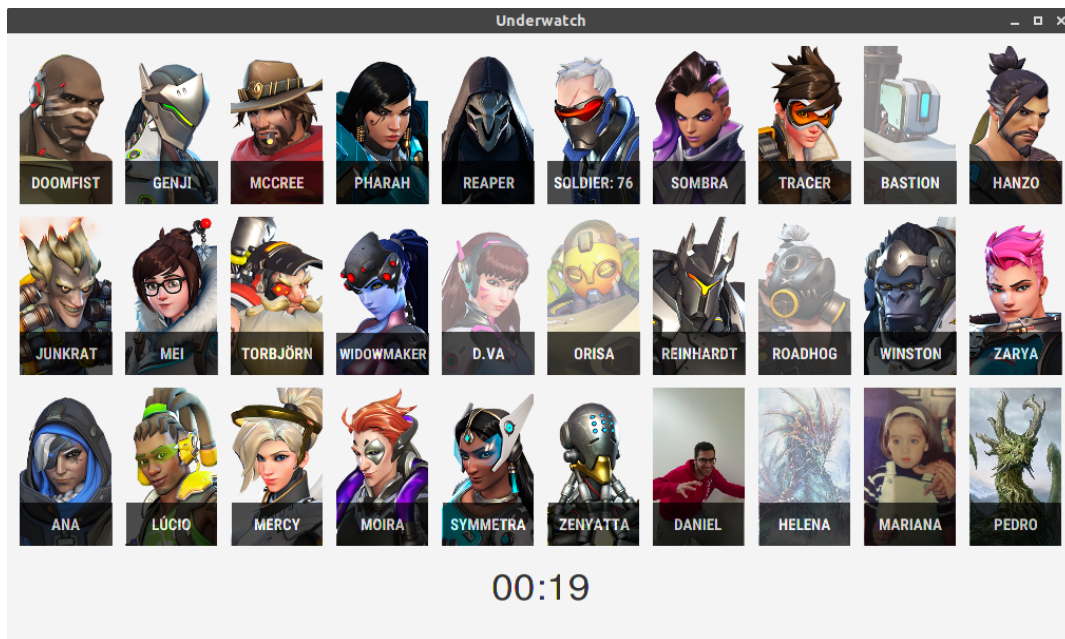 Underwatch
DOOMFIST GENJI MCCREE PHARAH REAPER SOLDIER: 76 SOMBRA TRACER BASTION HANZO
JUNKRAT MEI TORBJÖRN WIDOWMAKER D.VA ORISA REINHARDT ROADHOG WINSTON ZARYA
ANA LÚCIO MERCY MOIRA SYMMETRA ZENYATTA DANIEL HELENA MARIANA PEDRO
00:19